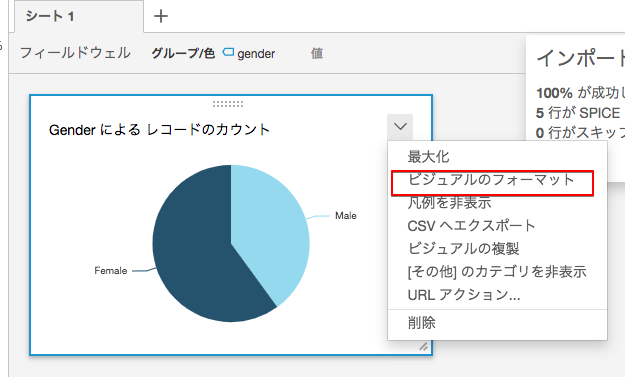 シート 1
%
フィールドウェル グループ/色 gender 値
インポート
100% が成功し
5 行が SPICE
0 行がスキップ
Gender による レコードのカウント
Male
Female
最大化
ビジュアルのフォーマット
凡例を非表示
CSV へエクスポート
ビジュアルの複製
[その他] のカテゴリを非表示
URL アクション...
削除